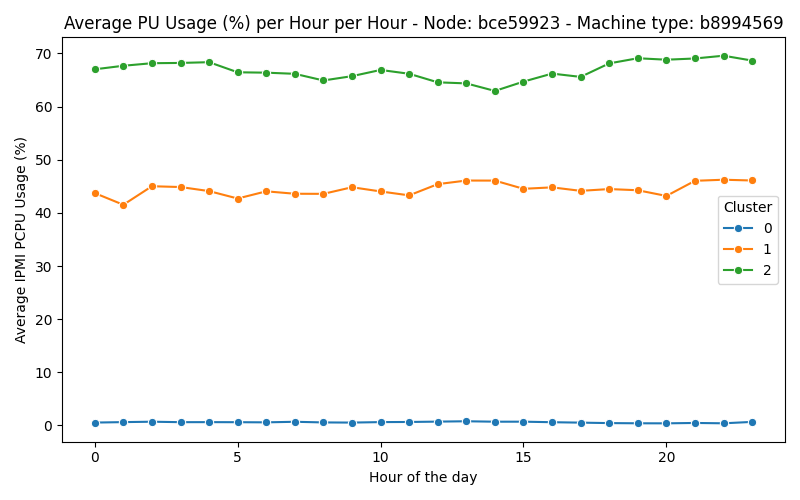 Average PU Usage (%) per Hour per Hour - Node: bce59923 - Machine type: b8994569
Average IPMI PCPU Usage (%)
70
60
50
40
30
20
10
0
Cluster
0
1
2
0 5 10 15 20
Hour of the day